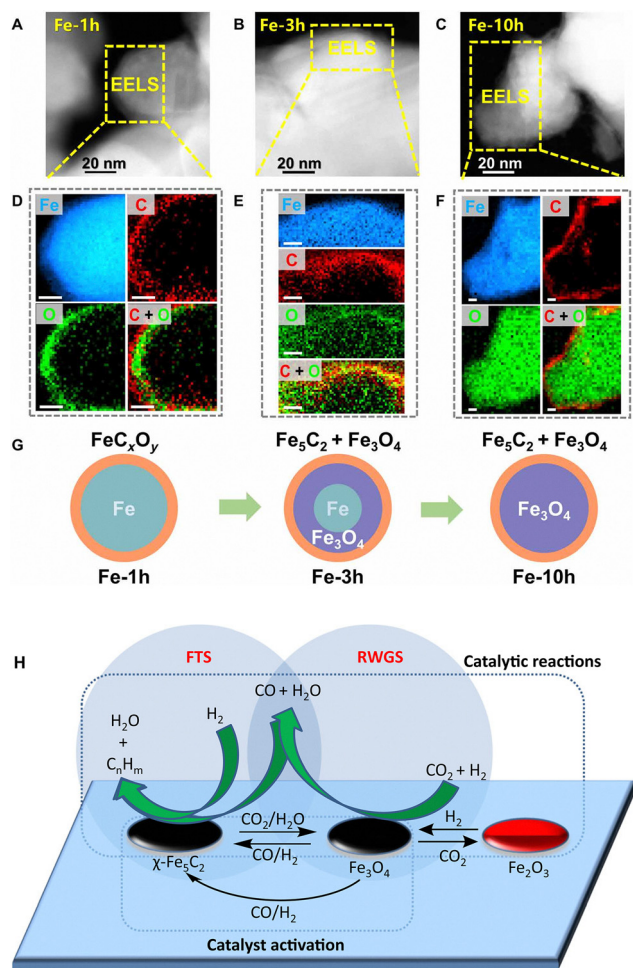 A
Fe-1h
EELS
20 nm
B
Fe-3h
EELS
20 nm
C
Fe-10h
EELS
20 nm
D
Fe
C
O
C + O
E
Fe
C
O
C + O
F
Fe
C
O
C + O
G
FeCₓOᵧ
Fe₅C₂ + Fe₃O₄
Fe₅C₂ + Fe₃O₄
Fe
Fe
Fe₃O₄
Fe₃O₄
Fe-1h
Fe-3h
Fe-10h
H
FTS
RWGS
Catalytic reactions
CO + H₂O
H₂O
+
CₙHₘ
H₂
CO₂ + H₂
CO₂/H₂O
H₂
CO/H₂
CO₂
χ-Fe₅C₂
Fe₃O₄
Fe₂O₃
CO/H₂
Catalyst activation